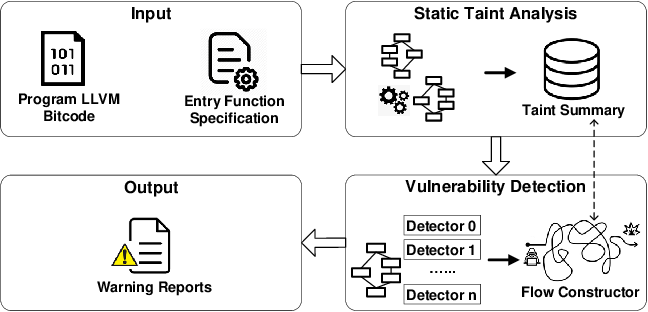 Input
101
011
Program LLVM
Bitcode
Entry Function
Specification
Static Taint Analysis
Taint Summary
Output
Warning Reports
Vulnerability Detection
Detector 0
Detector 1
......
Detector n
Flow Constructor